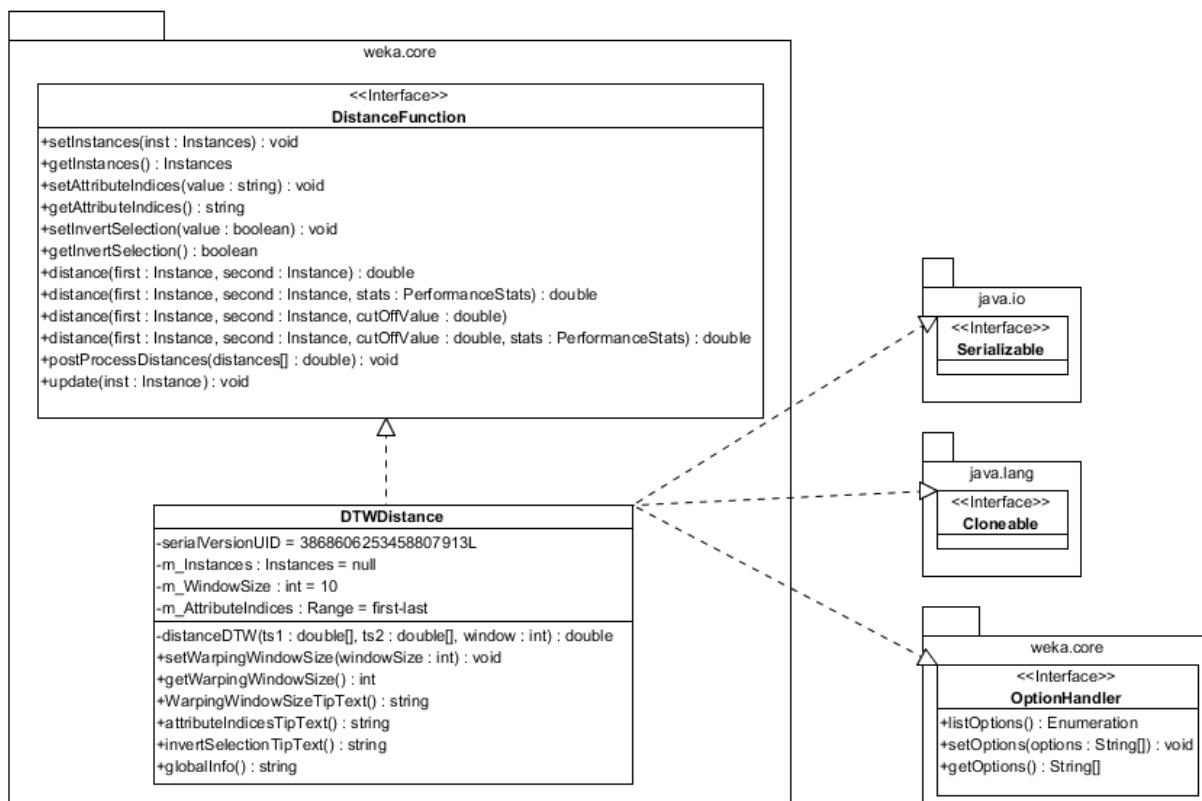 weka.core
<<Interface>>
DistanceFunction
+setInstances(inst : Instances) : void
+getInstances() : Instances
+setAttributeIndices(value : string) : void
+getAttributeIndices() : string
+setInvertSelection(value : boolean) : void
+getInvertSelection() : boolean
+distance(first : Instance, second : Instance) : double
+distance(first : Instance, second : Instance, stats : PerformanceStats) : double
+distance(first : Instance, second : Instance, cutOffValue : double)
+distance(first : Instance, second : Instance, cutOffValue : double, stats : PerformanceStats) : double
+postProcessDistances(distances[] : double) : void
+update(inst : Instance) : void
DTWDistance
-serialVersionUID = 3868606253458807913L
-m_Instances : Instances = null
-m_WindowSize : int = 10
-m_AttributeIndices : Range = first-last
-distanceDTW(ts1 : double[], ts2 : double[], window : int) : double
+setWarpingWindowSize(windowSize : int) : void
+getWarpingWindowSize() : int
+WarpingWindowSizeTipText() : string
+attributeIndicesTipText() : string
+invertSelectionTipText() : string
+globalInfo() : string
java.io
<<Interface>>
Serializable
java.lang
<<Interface>>
Cloneable
weka.core
<<Interface>>
OptionHandler
+listOptions() : Enumeration
+setOptions(options : String[]) : void
+getOptions() : String[]